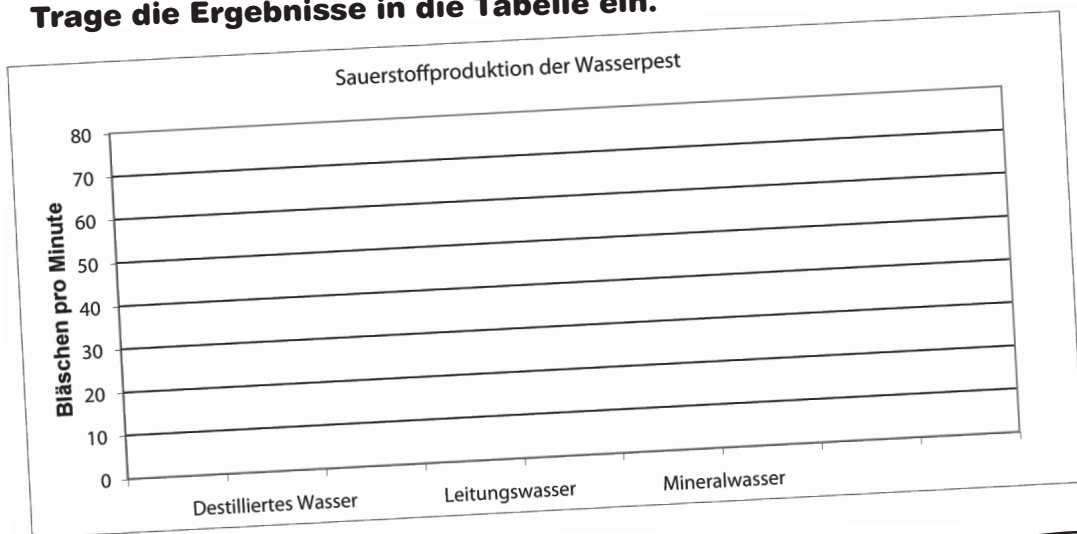 Trage die Ergebnisse in die Tabelle ein.
Sauerstoffproduktion der Wasserpest
Bläschen pro Minute
80
70
60
50
40
30
20
10
0
Destilliertes Wasser
Leitungswasser
Mineralwasser